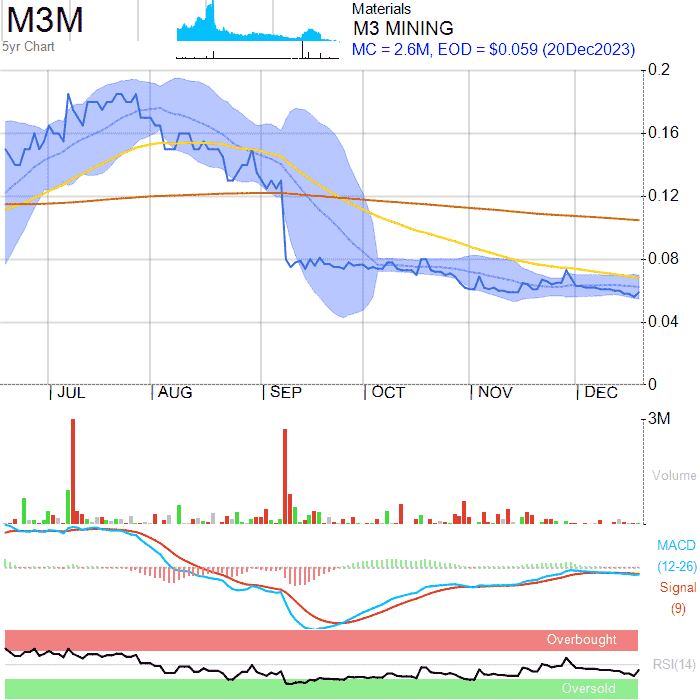 M3M
5yr Chart
Materials
M3 MINING
MC = 2.6M, EOD = $0.059 (20Dec2023)
0.2
0.16
0.12
0.08
0.04
0
JUL
AUG
SEP
OCT
NOV
DEC
3M
Volume
MACD
(12-26)
Signal
(9)
Overbought
RSI(14)
Oversold